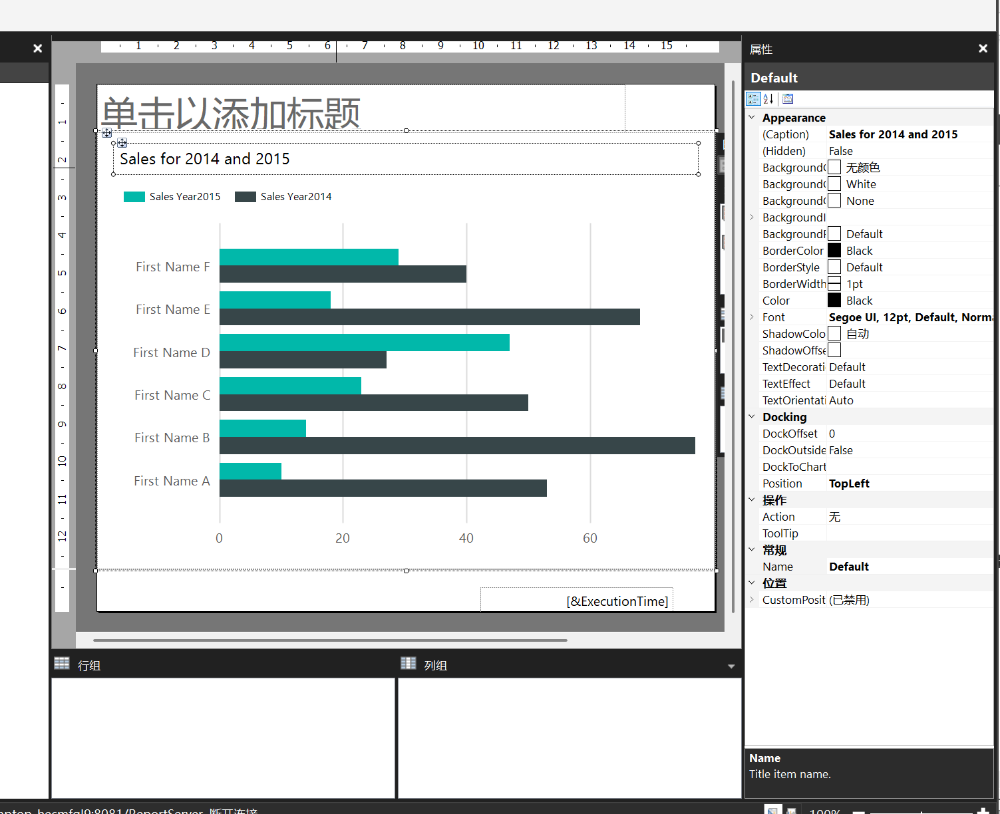 1 2 3 4 5 6 7 8 9 10 11 12 13 14 15
属性
Default
单击以添加标题
1
2
3
4
5
6
7
8
9
10
11
12
Sales for 2014 and 2015
Sales Year2015 Sales Year2014
First Name F
First Name E
First Name D
First Name C
First Name B
First Name A
0 20 40 60
[&ExecutionTime]
行组
列组
Appearance
(Caption) Sales for 2014 and 2015
(Hidden) False
Background 无颜色
Background White
Background None
BackgroundI
Background Default
BorderColor Black
BorderStyle Default
BorderWidth 1pt
Color Black
Font Segoe UI, 12pt, Default, Norm
ShadowColo 自动
ShadowOffse
TextDecorati Default
TextEffect Default
TextOrientati Auto
Docking
DockOffset 0
DockOutside False
DockToChart
Position TopLeft
操作
Action 无
ToolTip
常规
Name Default
位置
CustomPosit (已禁用)
Name
Title item name.
:8081/ReportServer 断开连接
100%